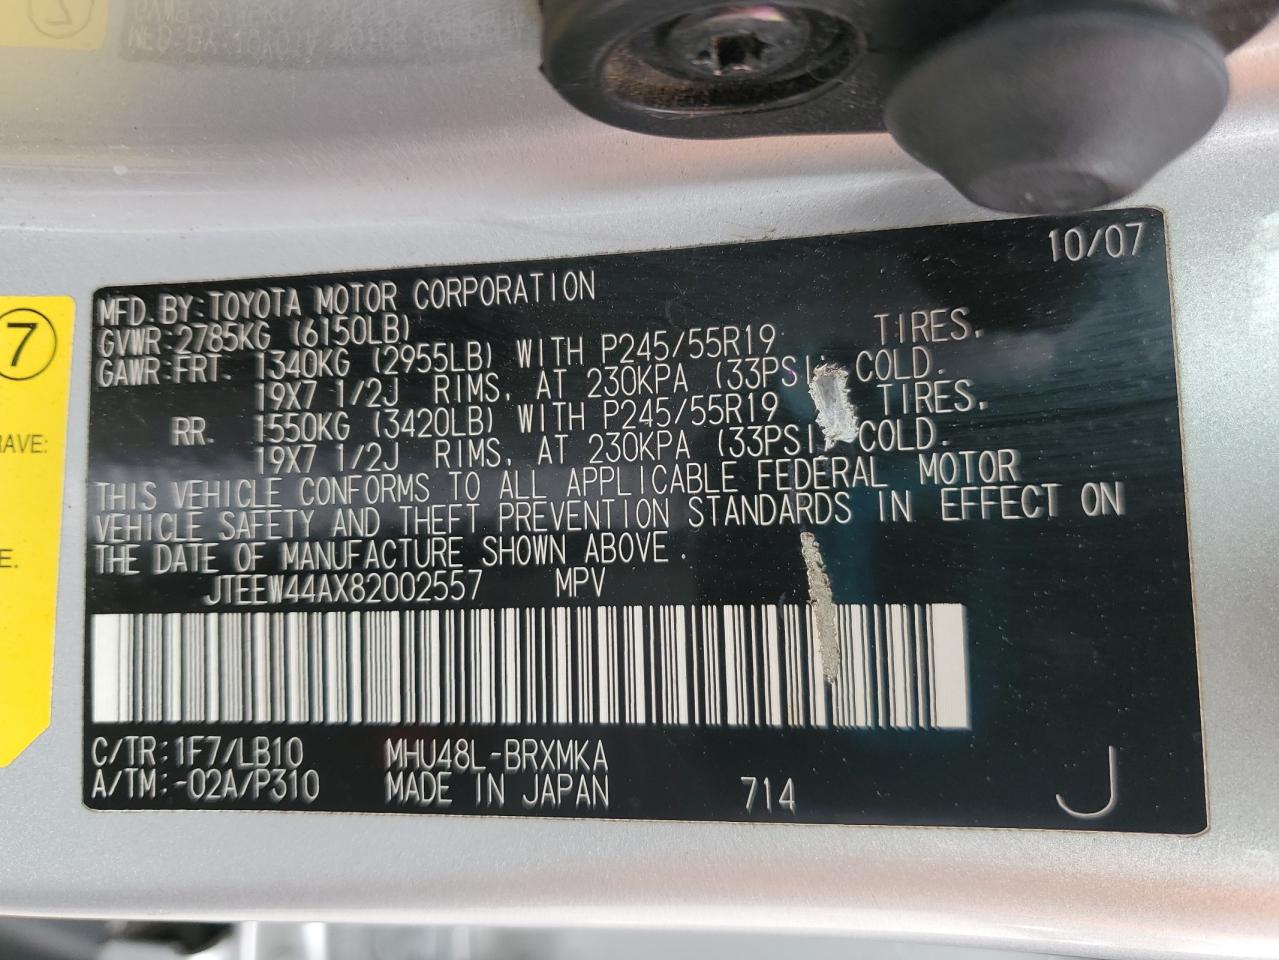 10/07
MFD. BY: TOYOTA MOTOR CORPORATION
GVWR: 2785KG (6150LB)
GAWR: FRT. 1340KG (2955LB) WITH P245/55R19 TIRES,
19X7 1/2J RIMS, AT 230KPA (33PSI) COLD.
RR. 1550KG (3420LB) WITH P245/55R19 TIRES,
19X7 1/2J RIMS, AT 230KPA (33PSI) COLD.
THIS VEHICLE CONFORMS TO ALL APPLICABLE FEDERAL MOTOR
VEHICLE SAFETY AND THEFT PREVENTION STANDARDS IN EFFECT ON
THE DATE OF MANUFACTURE SHOWN ABOVE.
JTEEW44AX82002557 MPV
C/TR: 1F7/LB10 MHU48L-BRXMKA
A/TM: -02A/P310 MADE IN JAPAN 714 J
7
E.